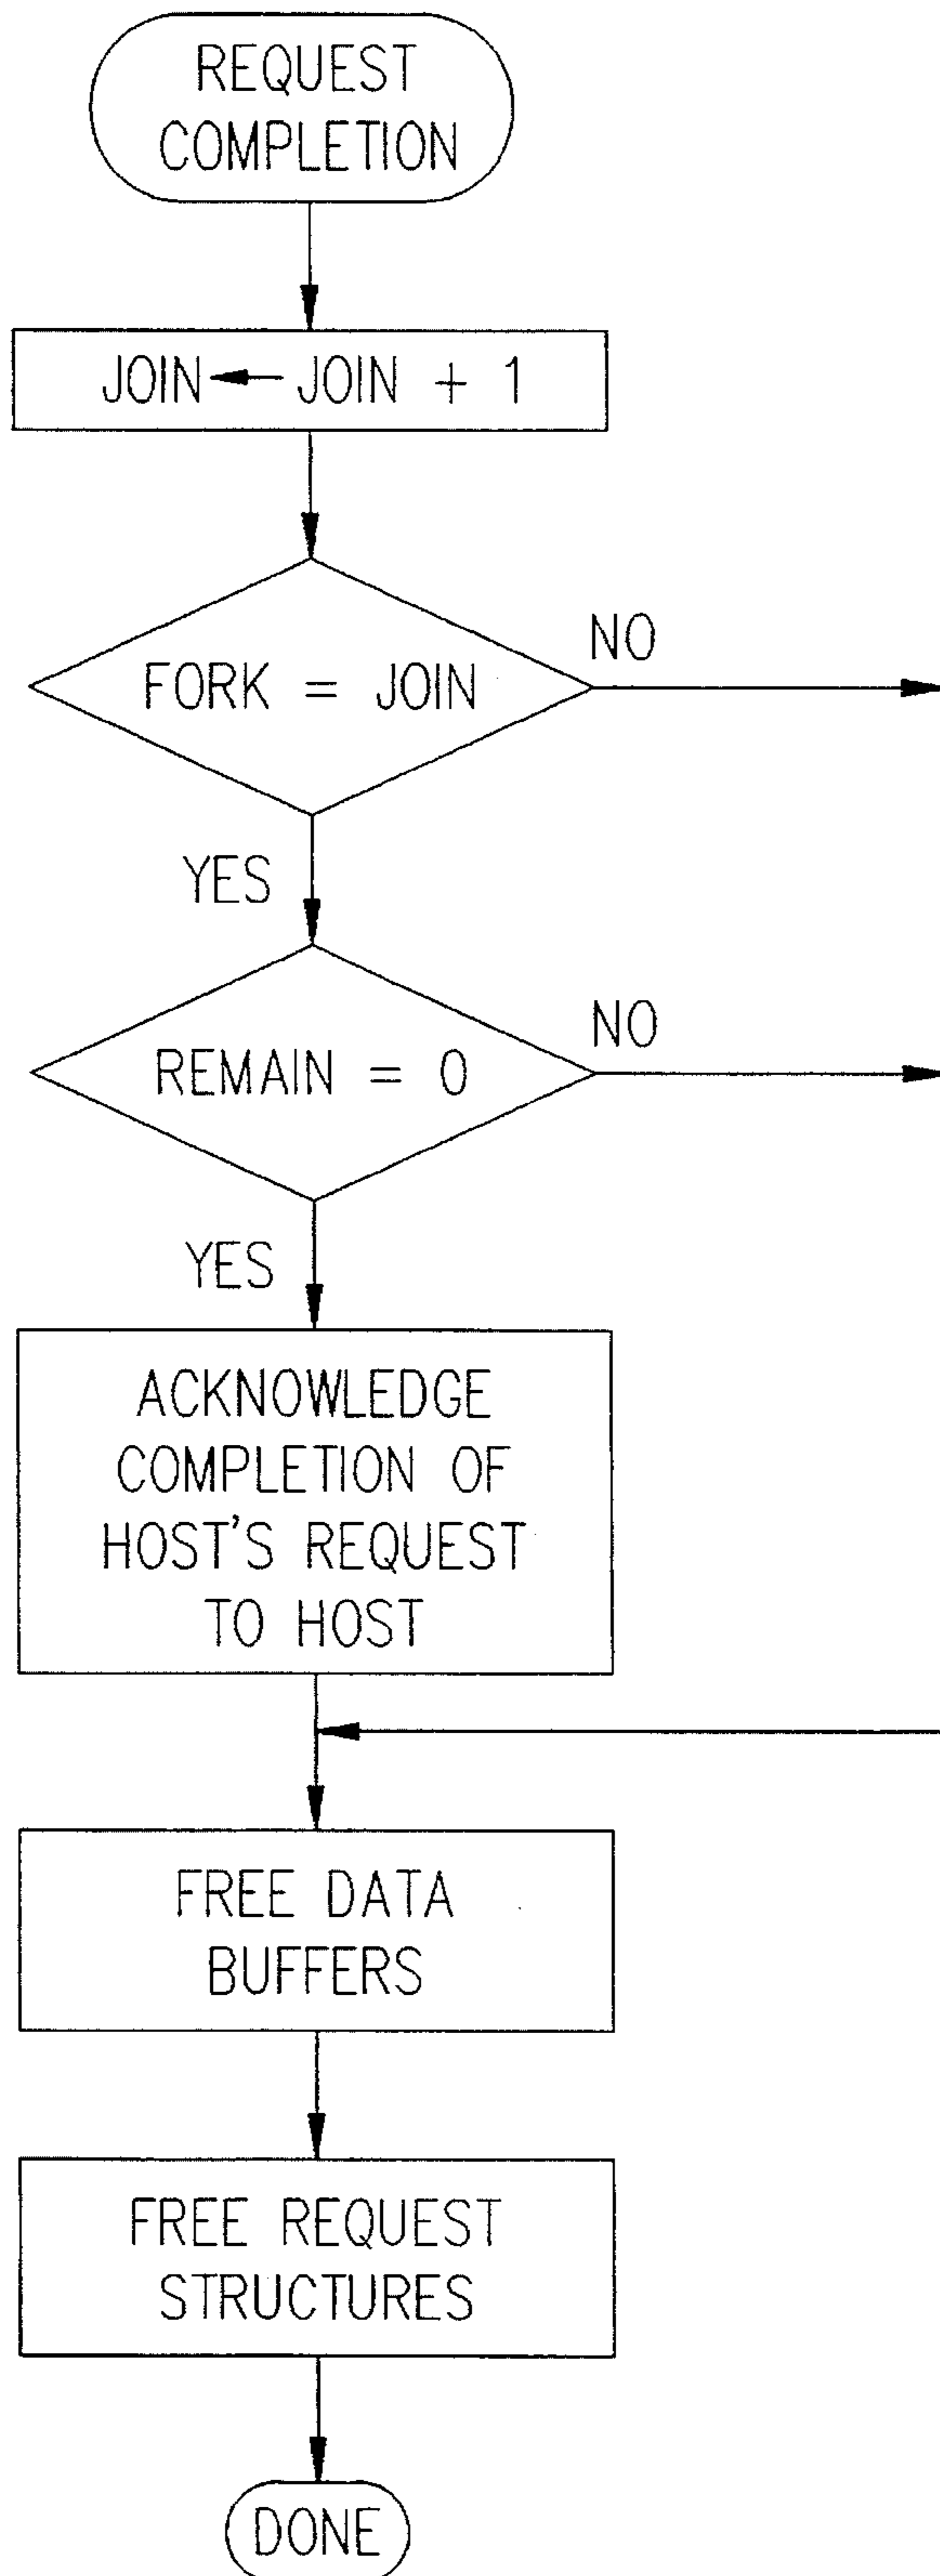 REQUEST
COMPLETION
JOIN ← JOIN + 1
FORK = JOIN
NO
YES
REMAIN = 0
NO
YES
ACKNOWLEDGE
COMPLETION OF
HOST'S REQUEST
TO HOST
FREE DATA
BUFFERS
FREE REQUEST
STRUCTURES
DONE